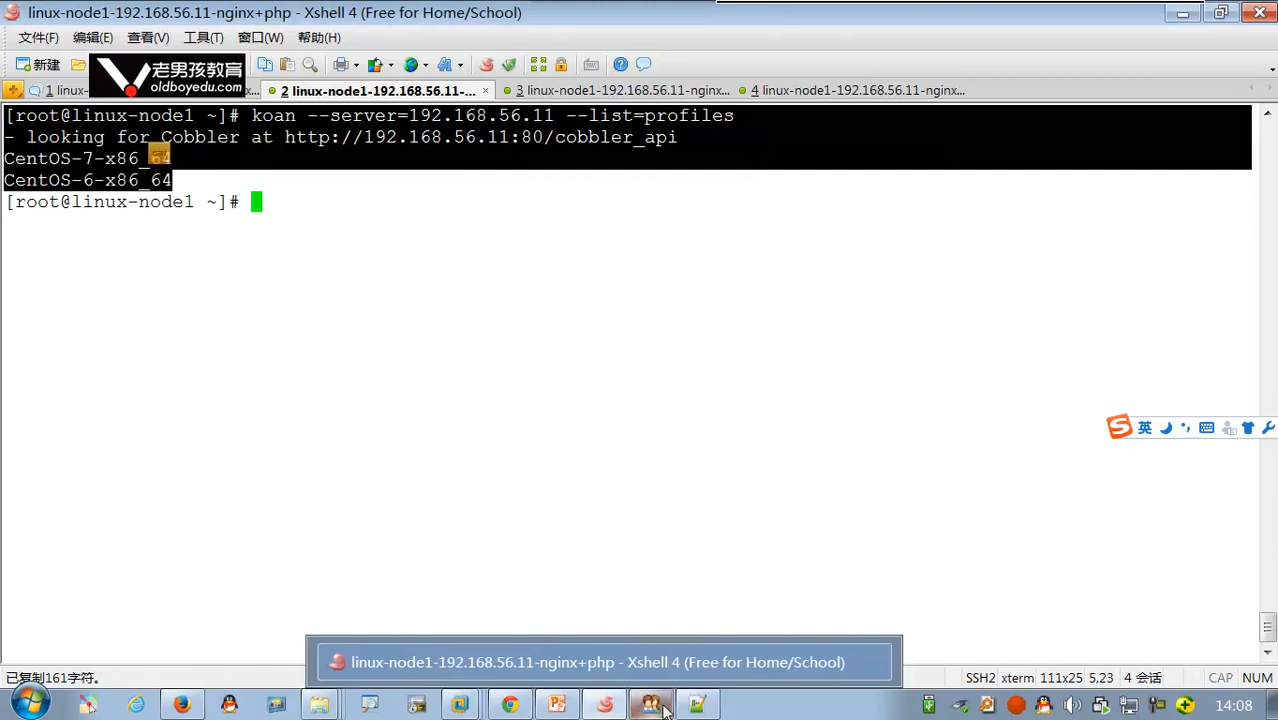 linux-node1-192.168.56.11-nginx+php - Xshell 4 (Free for Home/School)
文件(F) 编辑(E) 查看(V) 工具(T) 窗口(W) 帮助(H)
新建
老男孩教育
oldboyedu.com
1 linux- 2 linux-node1-192.168.56.11-... × 3 linux-node1-192.168.56.11-nginx... 4 linux-node1-192.168.56.11-nginx...
[root@linux-node1 ~]# koan --server=192.168.56.11 --list=profiles
- looking for Cobbler at http://192.168.56.11:80/cobbler_api
CentOS-7-x86_64
CentOS-6-x86_64
[root@linux-node1 ~]#
英
linux-node1-192.168.56.11-nginx+php - Xshell 4 (Free for Home/School)
已复制161字符。 SSH2 xterm 111x25 5,23 4 会话 CAP NUM
14:08